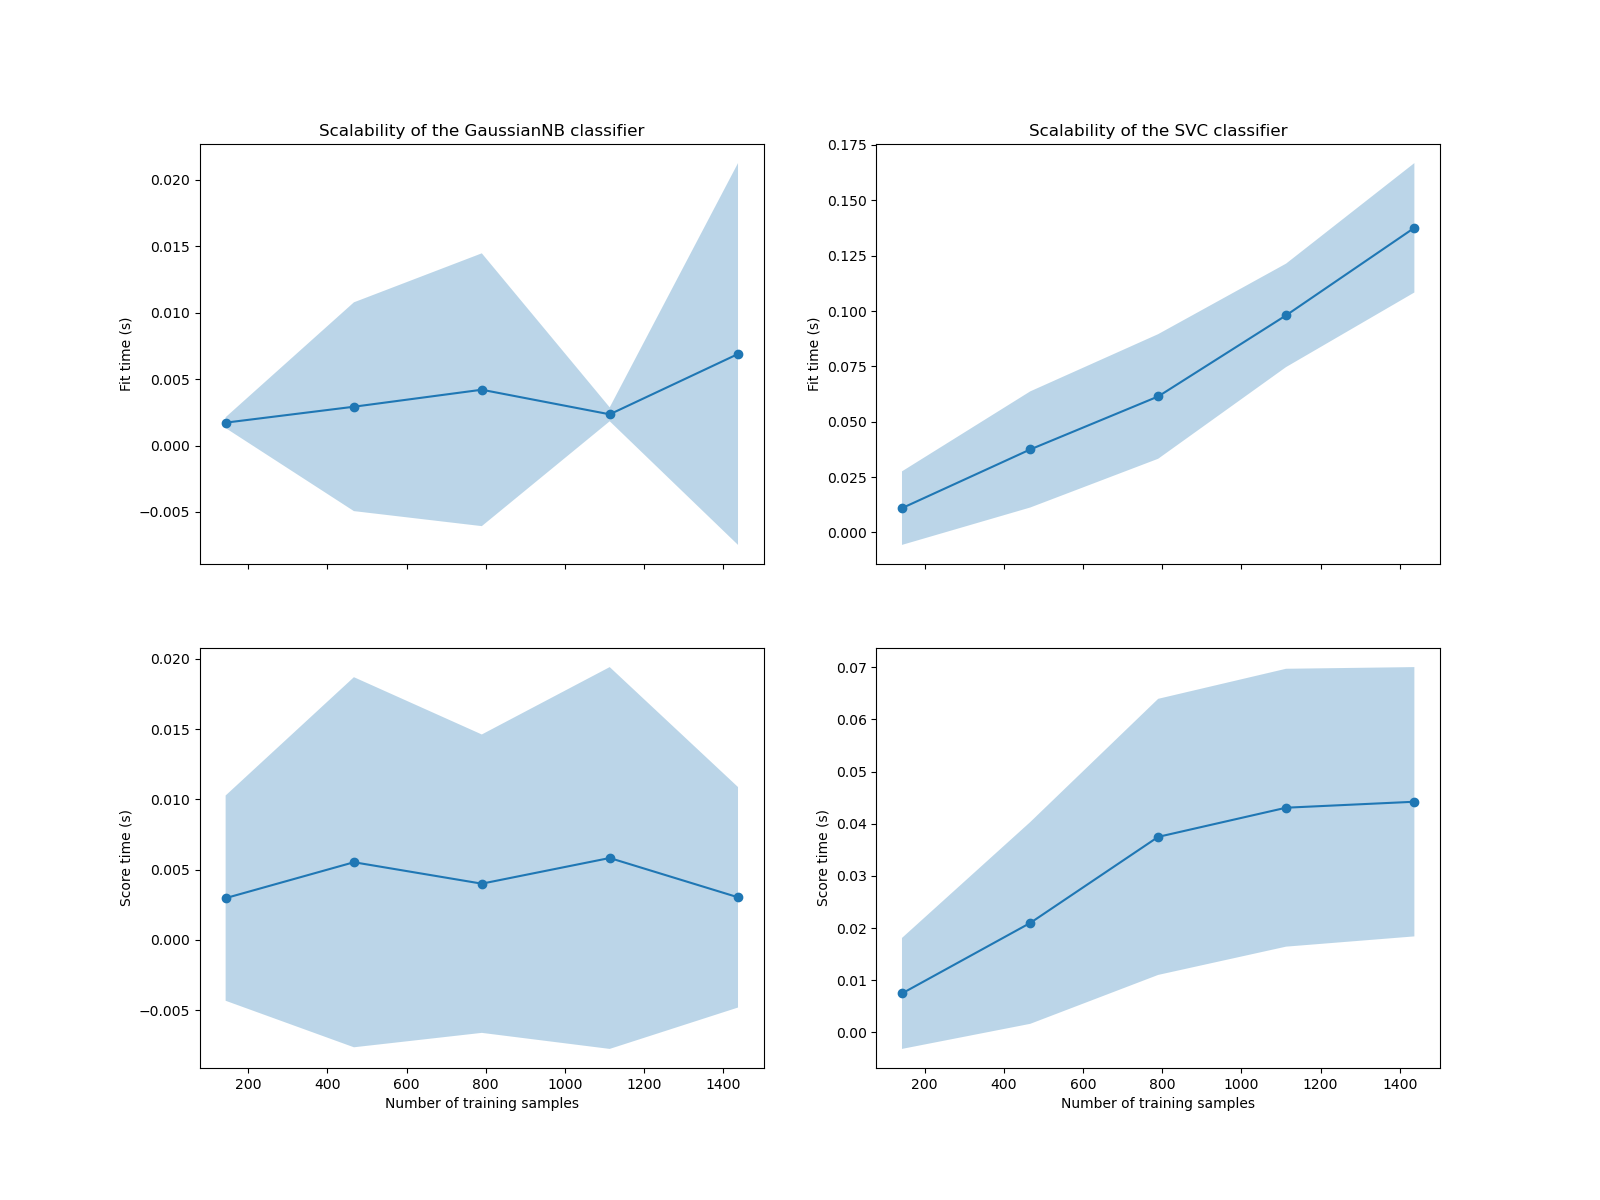 Scalability of the GaussianNB classifier
0.020
0.015
0.010
0.005
0.000
−0.005
Fit time (s)
Scalability of the SVC classifier
0.175
0.150
0.125
0.100
0.075
0.050
0.025
0.000
Fit time (s)
0.020
0.015
0.010
0.005
0.000
−0.005
Score time (s)
200 400 600 800 1000 1200 1400
Number of training samples
0.07
0.06
0.05
0.04
0.03
0.02
0.01
0.00
Score time (s)
200 400 600 800 1000 1200 1400
Number of training samples